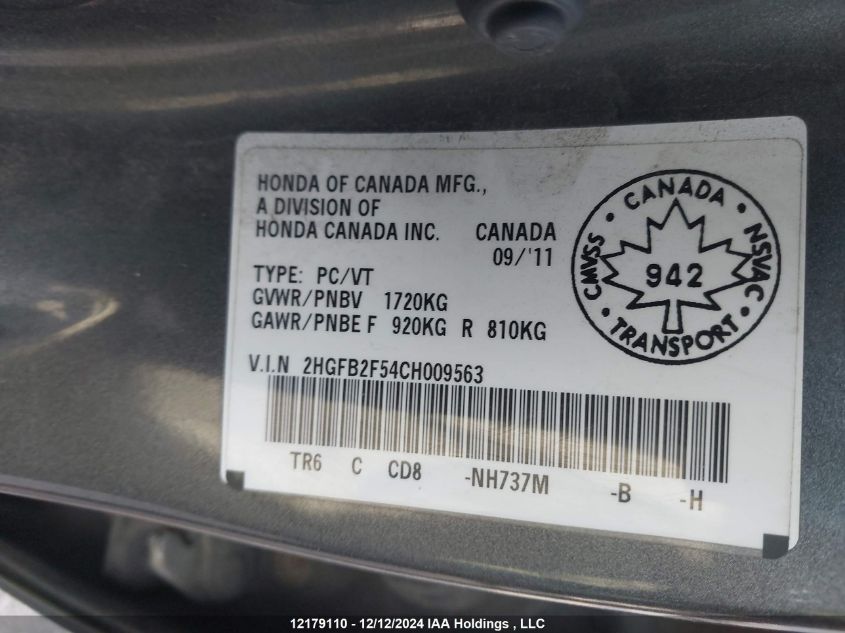 HONDA OF CANADA MFG.,
A DIVISION OF
HONDA CANADA INC. CANADA
09/'11
TYPE: PC/VT
GVWR/PNBV 1720KG
GAWR/PNBE F 920KG R 810KG
V.I.N 2HGFB2F54CH009563
TR6 C CD8 -NH737M -B -H
CANADA
CMVSS • 942 • NSVAC
TRANSPORT
12179110 - 12/12/2024 IAA Holdings , LLC